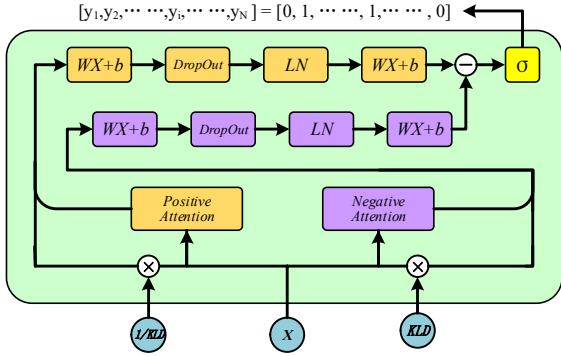 [y₁,y₂,⋯ ⋯,yᵢ,⋯ ⋯,y_N] = [0, 1, ⋯ ⋯, 1,⋯ ⋯ , 0]
WX+b DropOut LN WX+b − σ
WX+b DropOut LN WX+b
Positive
Attention
Negative
Attention
× ×
1/KLD X KLD